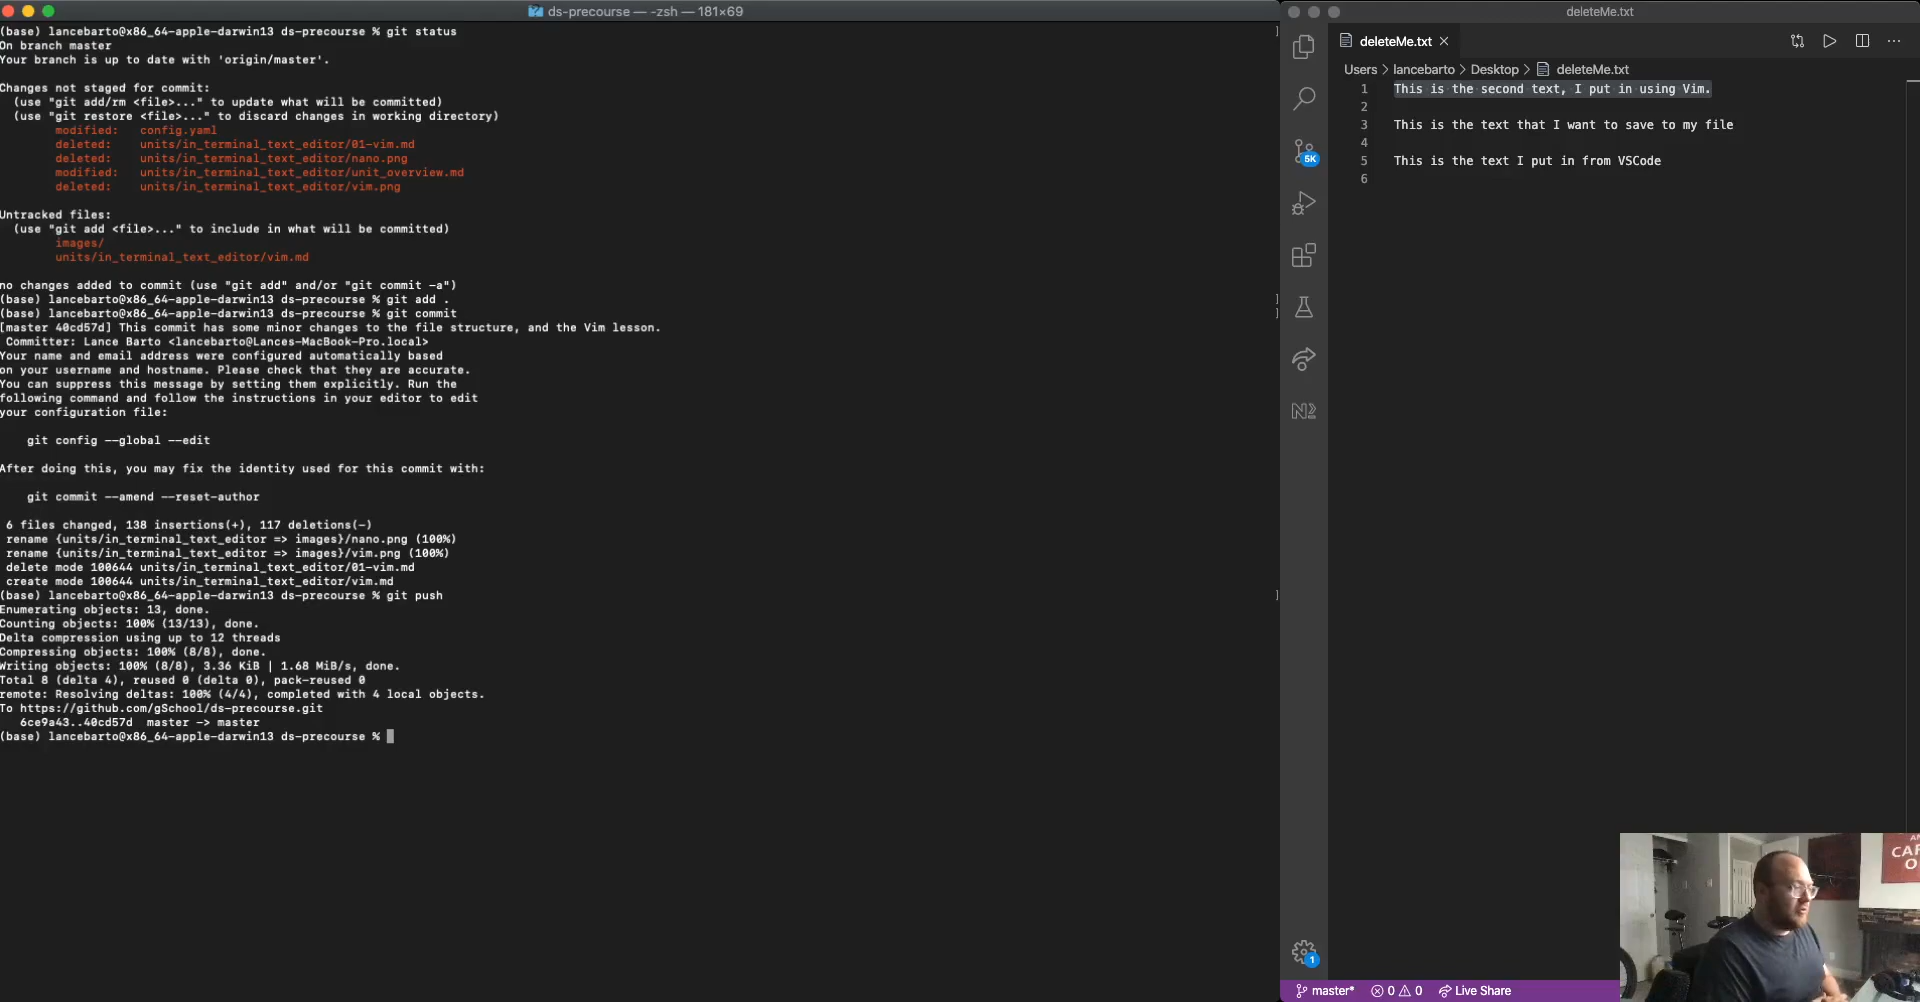 ds-precourse — -zsh — 181×69
(base) lancebarto@x86_64-apple-darwin13 ds-precourse % git status
On branch master
Your branch is up to date with 'origin/master'.
Changes not staged for commit:
(use "git add/rm <file>..." to update what will be committed)
(use "git restore <file>..." to discard changes in working directory)
modified: config.yaml
deleted: units/in_terminal_text_editor/01-vim.md
deleted: units/in_terminal_text_editor/nano.png
modified: units/in_terminal_text_editor/unit_overview.md
deleted: units/in_terminal_text_editor/vim.png
Untracked files:
(use "git add <file>..." to include in what will be committed)
images/
units/in_terminal_text_editor/vim.md
no changes added to commit (use "git add" and/or "git commit -a")
(base) lancebarto@x86_64-apple-darwin13 ds-precourse % git add .
(base) lancebarto@x86_64-apple-darwin13 ds-precourse % git commit
[master 40cd57d] This commit has some minor changes to the file structure, and the Vim lesson.
Committer: Lance Barto <lancebarto@Lances-MacBook-Pro.local>
Your name and email address were configured automatically based
on your username and hostname. Please check that they are accurate.
You can suppress this message by setting them explicitly. Run the
following command and follow the instructions in your editor to edit
your configuration file:
git config --global --edit
After doing this, you may fix the identity used for this commit with:
git commit --amend --reset-author
6 files changed, 138 insertions(+), 117 deletions(-)
rename {units/in_terminal_text_editor => images}/nano.png (100%)
rename {units/in_terminal_text_editor => images}/vim.png (100%)
delete mode 100644 units/in_terminal_text_editor/01-vim.md
create mode 100644 units/in_terminal_text_editor/vim.md
(base) lancebarto@x86_64-apple-darwin13 ds-precourse % git push
Enumerating objects: 13, done.
Counting objects: 100% (13/13), done.
Delta compression using up to 12 threads
Compressing objects: 100% (8/8), done.
Writing objects: 100% (8/8), 3.36 KiB | 1.68 MiB/s, done.
Total 8 (delta 4), reused 0 (delta 0), pack-reused 0
remote: Resolving deltas: 100% (4/4), completed with 4 local objects.
To https://github.com/gSchool/ds-precourse.git
6ce9a43..40cd57d master -> master
(base) lancebarto@x86_64-apple-darwin13 ds-precourse %
deleteMe.txt
deleteMe.txt
Users > lancebarto > Desktop > deleteMe.txt
1 This is the second text, I put in using Vim.
2
3 This is the text that I want to save to my file
4
5 This is the text I put in from VSCode
6
5K
1
master* 0 0 Live Share